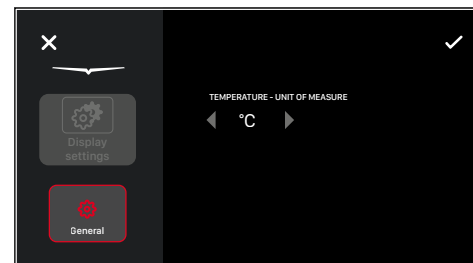 TEMPERATURE - UNIT OF MEASURE
°C
Display
settings
General